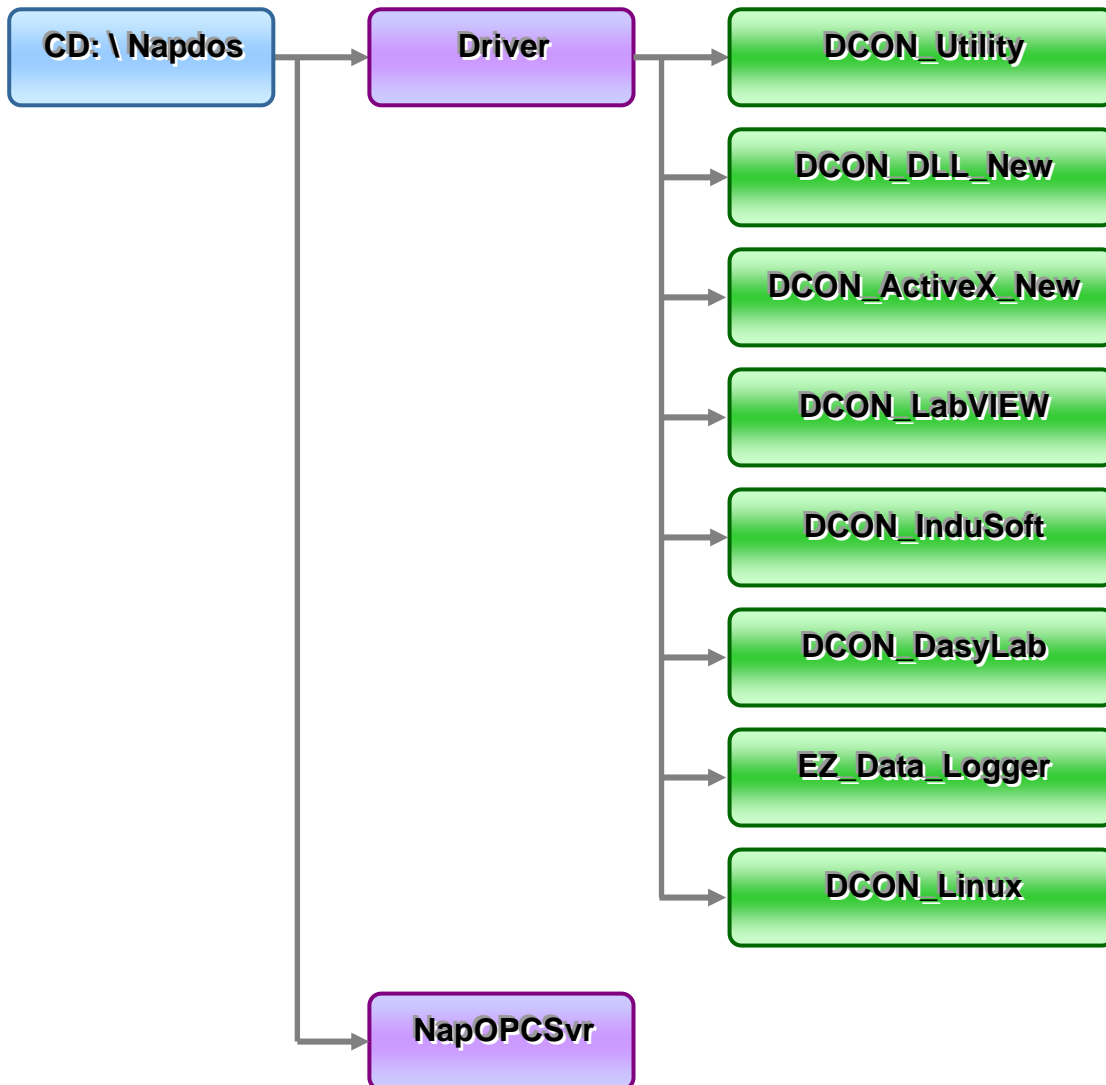 CD: \ Napdos
Driver
DCON_Utility
DCON_DLL_New
DCON_ActiveX_New
DCON_LabVIEW
DCON_InduSoft
DCON_DasyLab
EZ_Data_Logger
DCON_Linux
NapOPCSvr